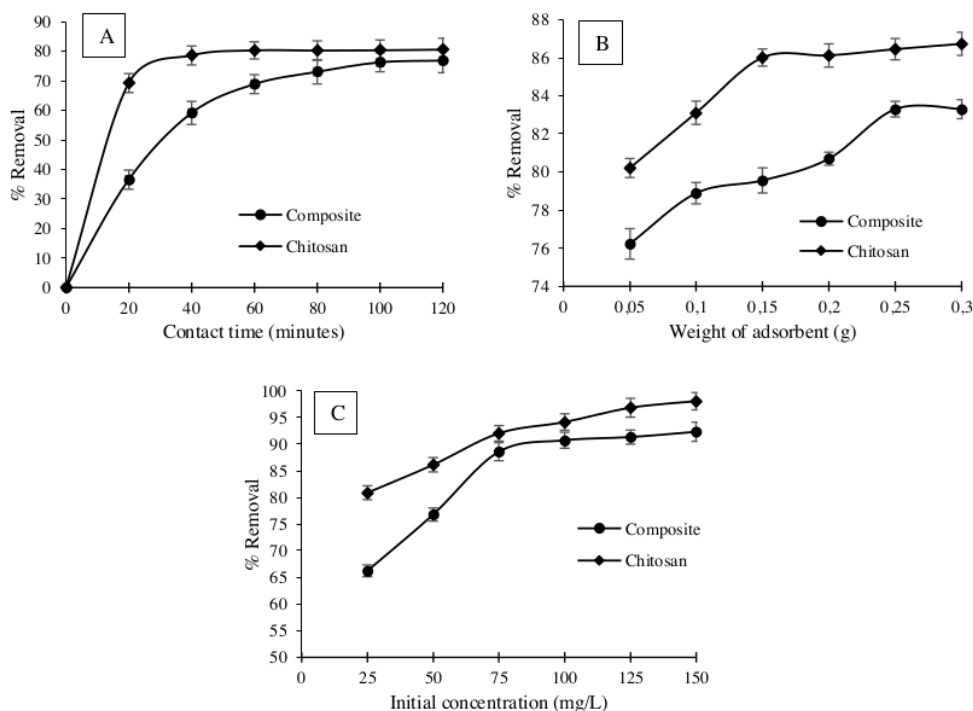 A
90
80
70
60
50
40
30
20
10
0
% Removal
Composite
Chitosan
0 20 40 60 80 100 120
Contact time (minutes)
B
88
86
84
82
80
78
76
74
% Removal
Composite
Chitosan
0 0,05 0,1 0,15 0,2 0,25 0,3
Weight of adsorbent (g)
C
100
95
90
85
80
75
70
65
60
55
50
% Removal
Composite
Chitosan
0 25 50 75 100 125 150
Initial concentration (mg/L)